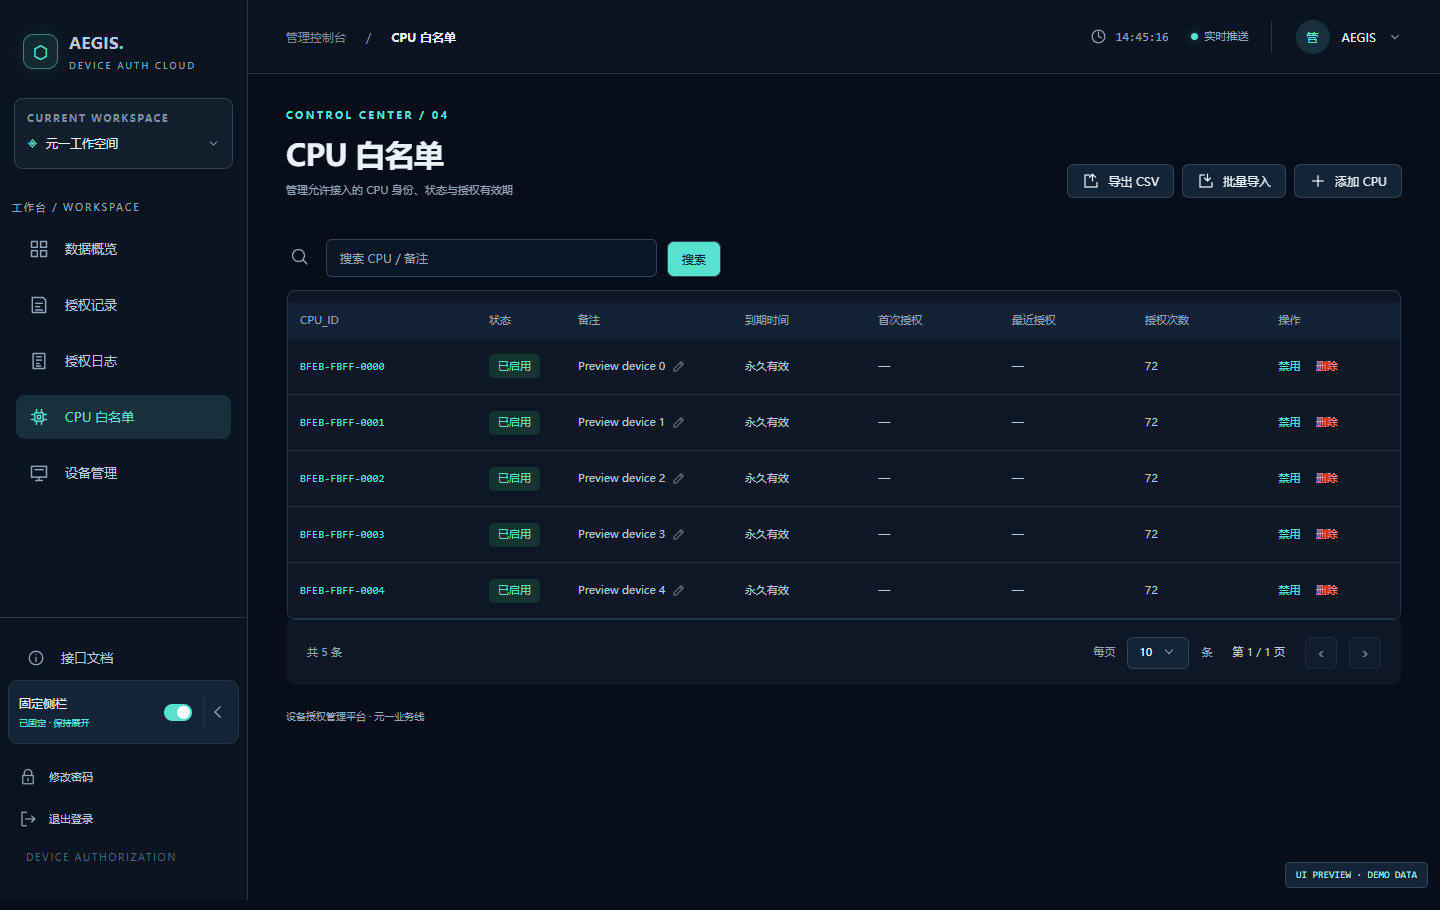 AEGIS.
DEVICE AUTH CLOUD
CURRENT WORKSPACE
元一工作空间
工作台 / WORKSPACE
数据概览
授权记录
授权日志
CPU 白名单
设备管理
接口文档
固定侧栏
已固定 · 保持展开
修改密码
退出登录
DEVICE AUTHORIZATION
管理控制台 / CPU 白名单
14:45:16 实时推送 管 AEGIS
CONTROL CENTER / 04
CPU 白名单
管理允许接入的 CPU 身份、状态与授权有效期
导出 CSV 批量导入 添加 CPU
搜索 CPU / 备注 搜索
CPU_ID 状态 备注 到期时间 首次授权 最近授权 授权次数 操作
BFEB-FBFF-0000 已启用 Preview device 0 永久有效 — — 72 禁用 删除
BFEB-FBFF-0001 已启用 Preview device 1 永久有效 — — 72 禁用 删除
BFEB-FBFF-0002 已启用 Preview device 2 永久有效 — — 72 禁用 删除
BFEB-FBFF-0003 已启用 Preview device 3 永久有效 — — 72 禁用 删除
BFEB-FBFF-0004 已启用 Preview device 4 永久有效 — — 72 禁用 删除
共 5 条 每页 10 条 第 1 / 1 页 ‹ ›
设备授权管理平台 · 元一业务线
UI PREVIEW · DEMO DATA